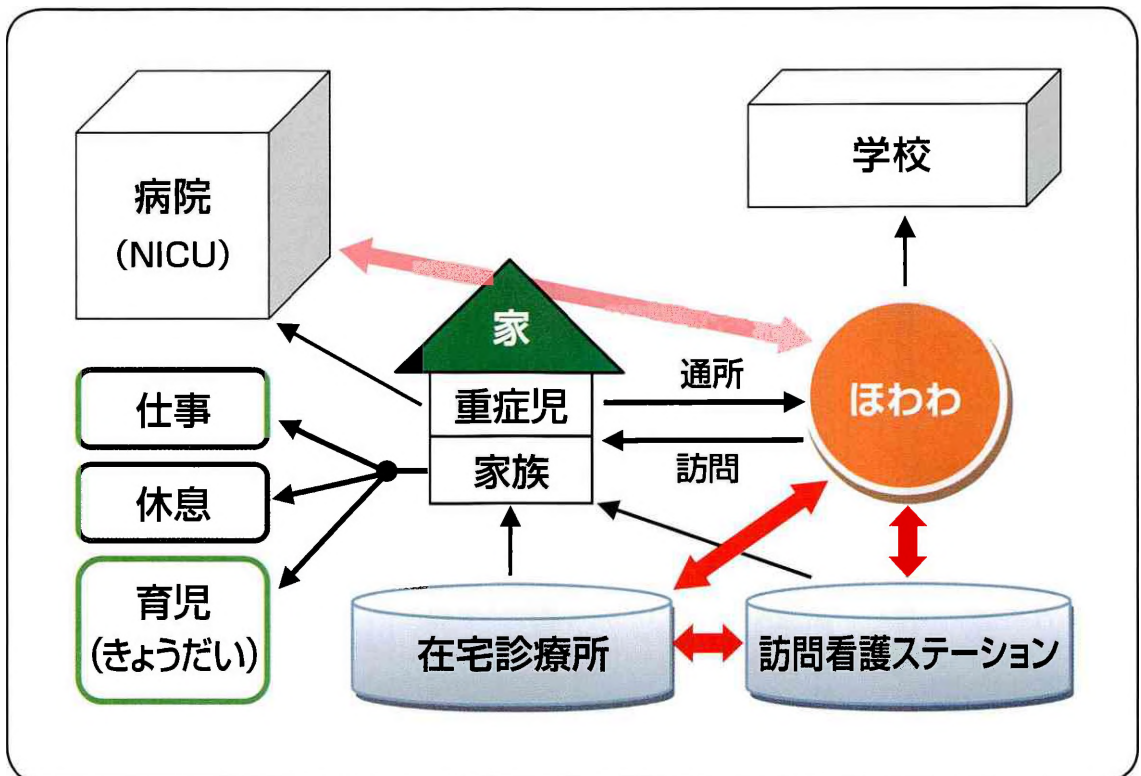 病院
(NICU)
学校
家
重症児
家族
通所
訪問
ほわわ
仕事
休息
育児
(きょうだい)
在宅診療所
訪問看護ステーション